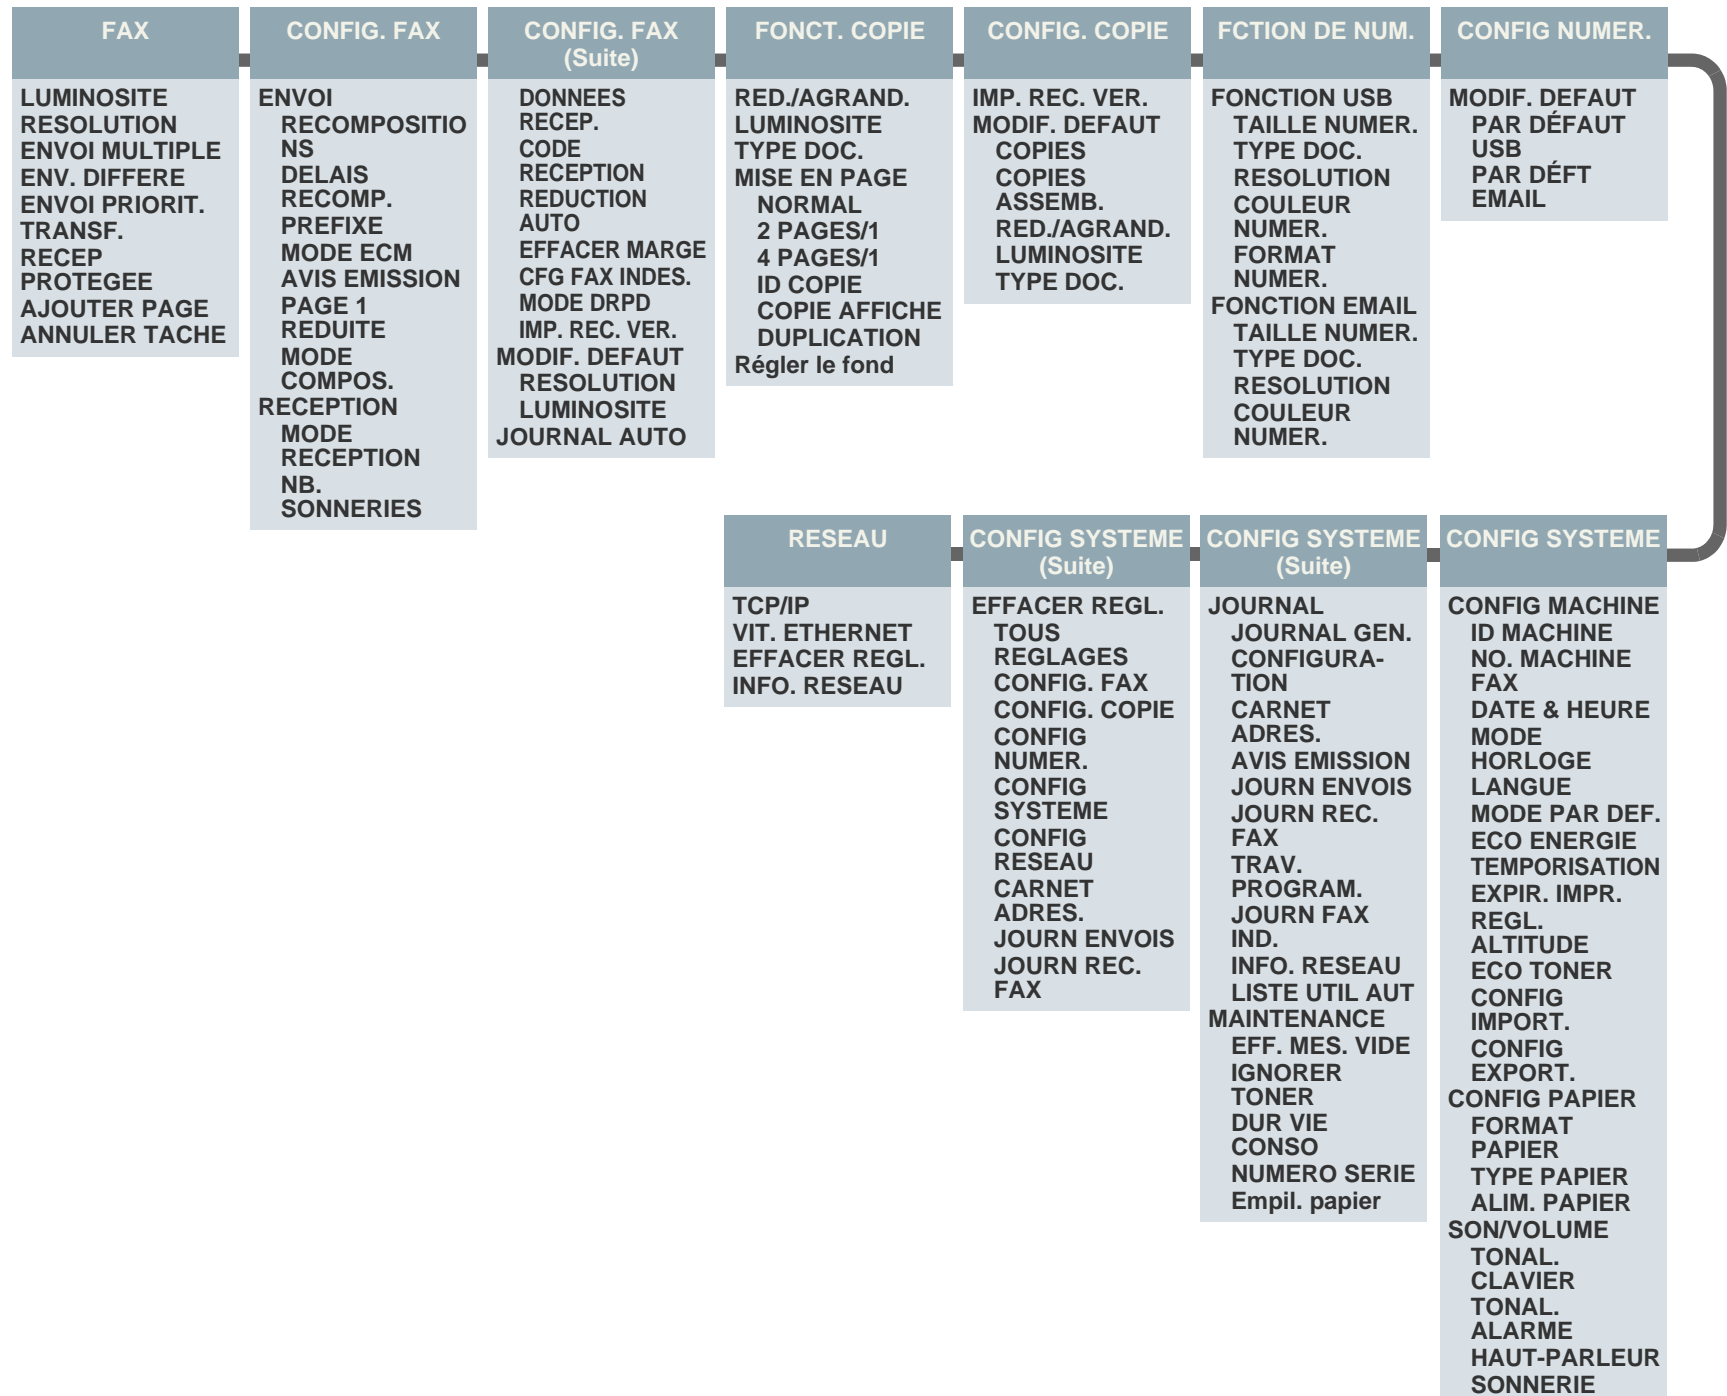 FAX
LUMINOSITE
RESOLUTION
ENVOI MULTIPLE
ENV. DIFFERE
ENVOI PRIORIT.
TRANSF.
RECEP
PROTEGEE
AJOUTER PAGE
ANNULER TACHE
CONFIG. FAX
ENVOI
RECOMPOSITIO
NS
DELAIS
RECOMP.
PREFIXE
MODE ECM
AVIS EMISSION
PAGE 1
REDUITE
MODE
COMPOS.
RECEPTION
MODE
RECEPTION
NB.
SONNERIES
CONFIG. FAX
(Suite)
DONNEES
RECEP.
CODE
RECEPTION
REDUCTION
AUTO
EFFACER MARGE
CFG FAX INDES.
MODE DRPD
IMP. REC. VER.
MODIF. DEFAUT
RESOLUTION
LUMINOSITE
JOURNAL AUTO
FONCT. COPIE
RED./AGRAND.
LUMINOSITE
TYPE DOC.
MISE EN PAGE
NORMAL
2 PAGES/1
4 PAGES/1
ID COPIE
COPIE AFFICHE
DUPLICATION
Régler le fond
CONFIG. COPIE
IMP. REC. VER.
MODIF. DEFAUT
COPIES
COPIES
ASSEMB.
RED./AGRAND.
LUMINOSITE
TYPE DOC.
FCTION DE NUM.
FONCTION USB
TAILLE NUMER.
TYPE DOC.
RESOLUTION
COULEUR
NUMER.
FORMAT
NUMER.
FONCTION EMAIL
TAILLE NUMER.
TYPE DOC.
RESOLUTION
COULEUR
NUMER.
CONFIG NUMER.
MODIF. DEFAUT
PAR DÉFAUT
USB
PAR DÉFT
EMAIL
RESEAU
TCP/IP
VIT. ETHERNET
EFFACER REGL.
INFO. RESEAU
CONFIG SYSTEME
(Suite)
EFFACER REGL.
TOUS
REGLAGES
CONFIG. FAX
CONFIG. COPIE
CONFIG
NUMER.
CONFIG
SYSTEME
CONFIG
RESEAU
CARNET
ADRES.
JOURN ENVOIS
JOURN REC.
FAX
CONFIG SYSTEME
(Suite)
JOURNAL
JOURNAL GEN.
CONFIGURA-
TION
CARNET
ADRES.
AVIS EMISSION
JOURN ENVOIS
JOURN REC.
FAX
TRAV.
PROGRAM.
JOURN FAX
IND.
INFO. RESEAU
LISTE UTIL AUT
MAINTENANCE
EFF. MES. VIDE
IGNORER
TONER
DUR VIE
CONSO
NUMERO SERIE
Empil. papier
CONFIG SYSTEME
CONFIG MACHINE
ID MACHINE
NO. MACHINE
FAX
DATE & HEURE
MODE
HORLOGE
LANGUE
MODE PAR DEF.
ECO ENERGIE
TEMPORISATION
EXPIR. IMPR.
REGL.
ALTITUDE
ECO TONER
CONFIG
IMPORT.
CONFIG
EXPORT.
CONFIG PAPIER
FORMAT
PAPIER
TYPE PAPIER
ALIM. PAPIER
SON/VOLUME
TONAL.
CLAVIER
TONAL.
ALARME
HAUT-PARLEUR
SONNERIE